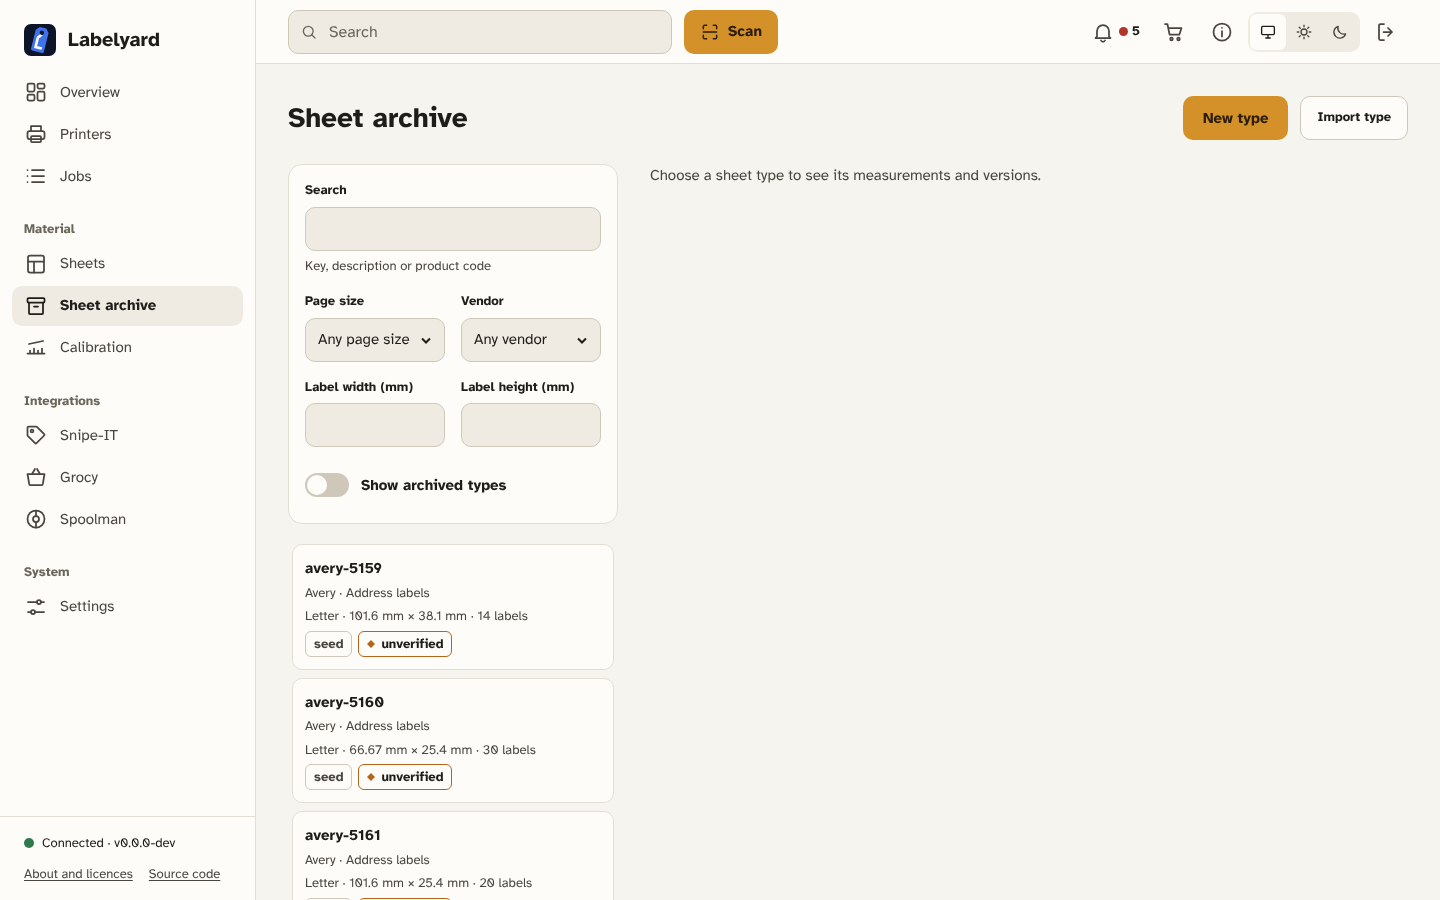 Labelyard
Overview
Printers
Jobs
Material
Sheets
Sheet archive
Calibration
Integrations
Snipe-IT
Grocy
Spoolman
System
Settings
Connected · v0.0.0-dev
About and licences
Source code
Search
Scan
5
Sheet archive
New type
Import type
Search
Key, description or product code
Page size
Vendor
Any page size
Any vendor
Label width (mm)
Label height (mm)
Show archived types
avery-5159
Avery · Address labels
Letter · 101.6 mm × 38.1 mm · 14 labels
seed
unverified
avery-5160
Avery · Address labels
Letter · 66.67 mm × 25.4 mm · 30 labels
seed
unverified
avery-5161
Avery · Address labels
Letter · 101.6 mm × 25.4 mm · 20 labels
Choose a sheet type to see its measurements and versions.